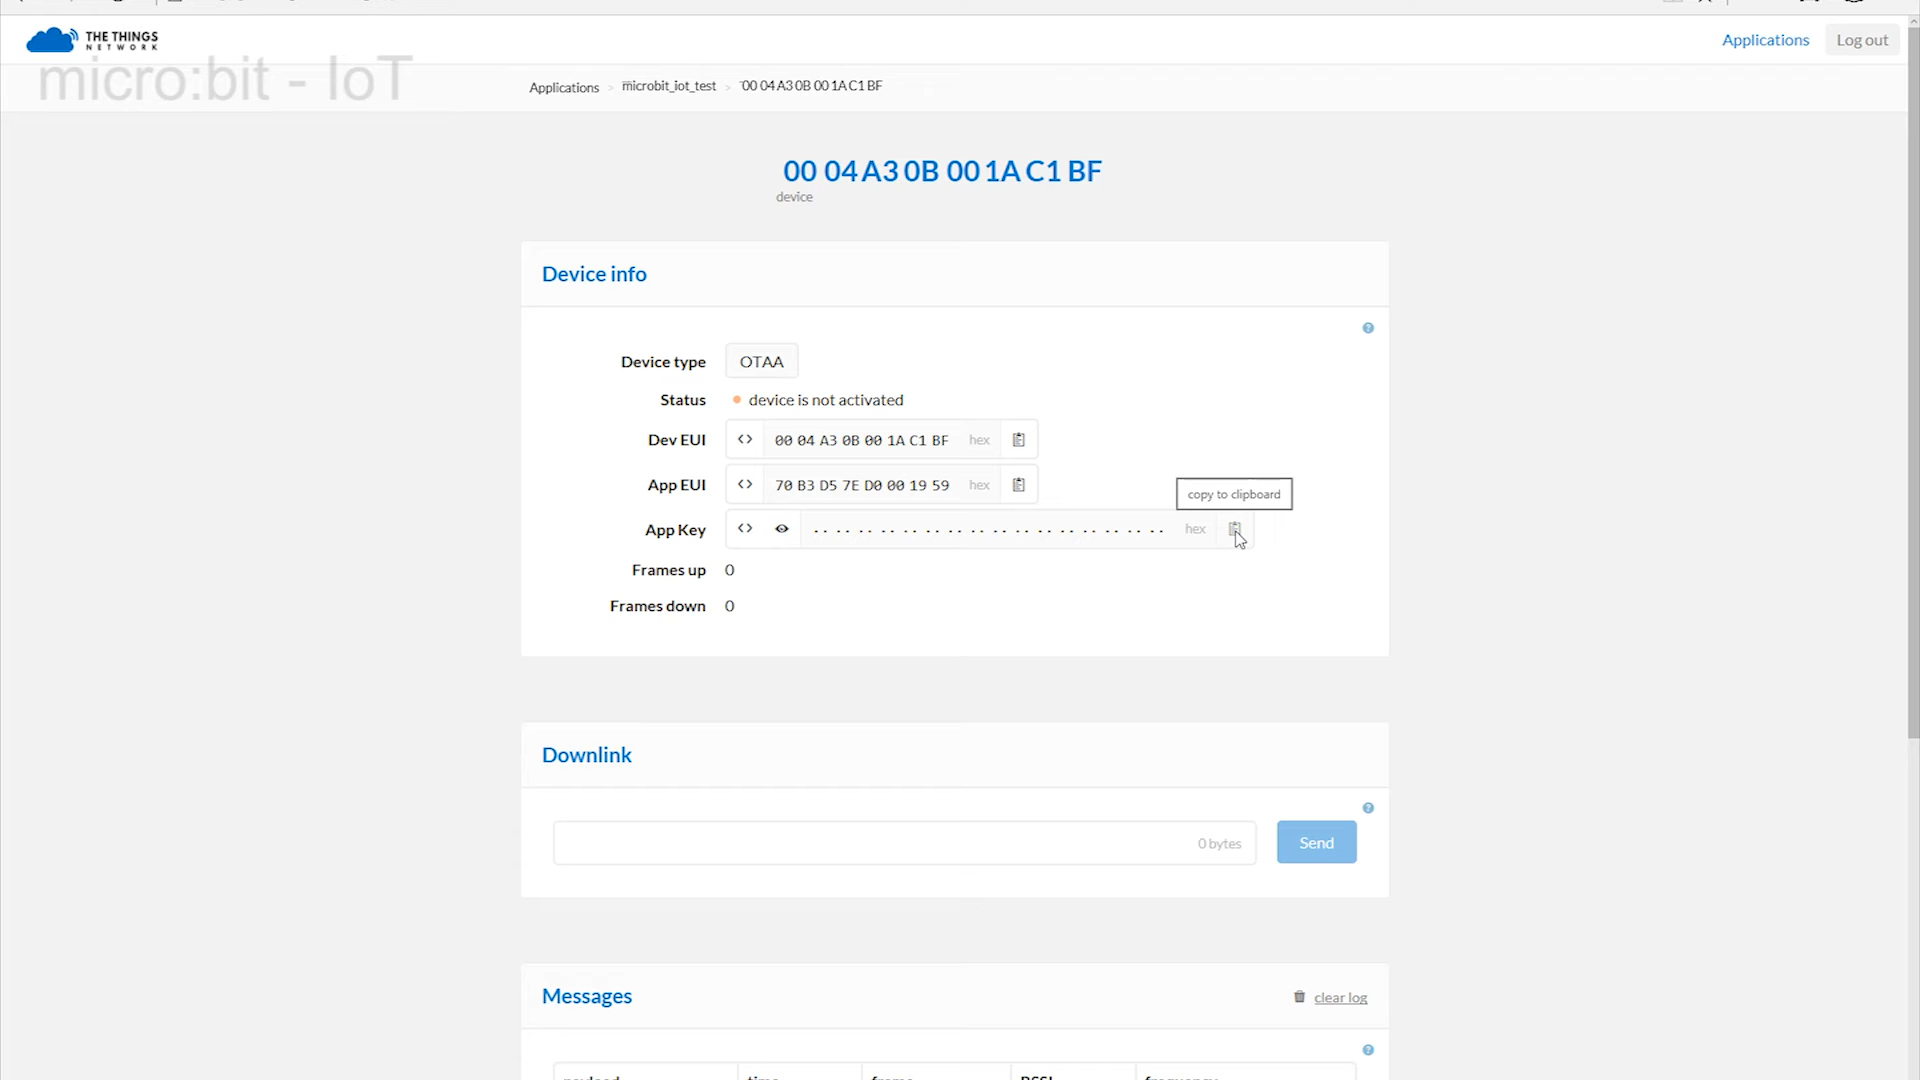 THE THINGS
NETWORK
Applications
Log out
micro:bit - IoT
Applications > microbit_iot_test > 00 04 A3 0B 00 1A C1 BF
00 04 A3 0B 00 1A C1 BF
device
Device info
Device type OTAA
Status device is not activated
Dev EUI <> 00 04 A3 0B 00 1A C1 BF hex
App EUI <> 70 B3 D5 7E D0 00 19 59 hex
copy to clipboard
App Key <> hex
Frames up 0
Frames down 0
Downlink
0 bytes
Send
Messages
clear log